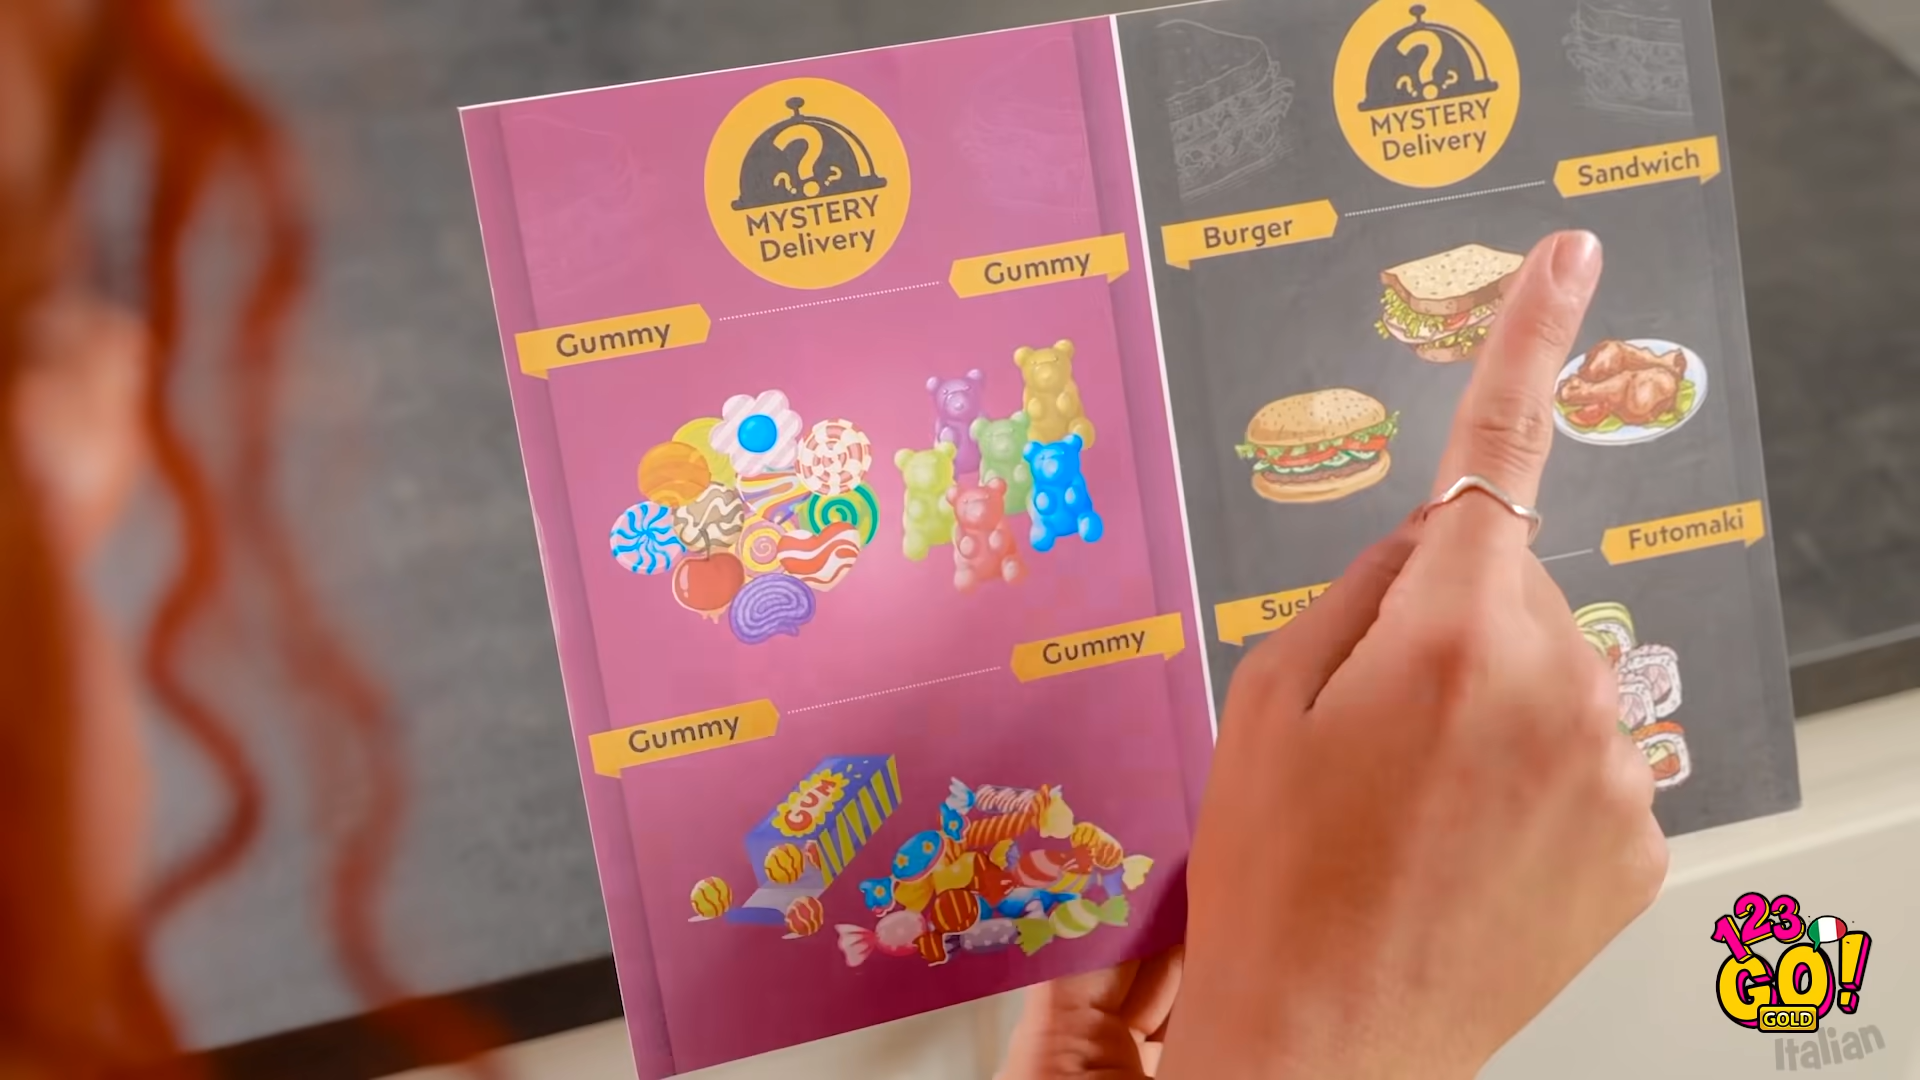 MYSTERY
Delivery
Gummy
Gummy
Gummy
Gummy
GUM
MYSTERY
Delivery
Burger
Sandwich
Futomaki
123
GO!
GOLD
Italian